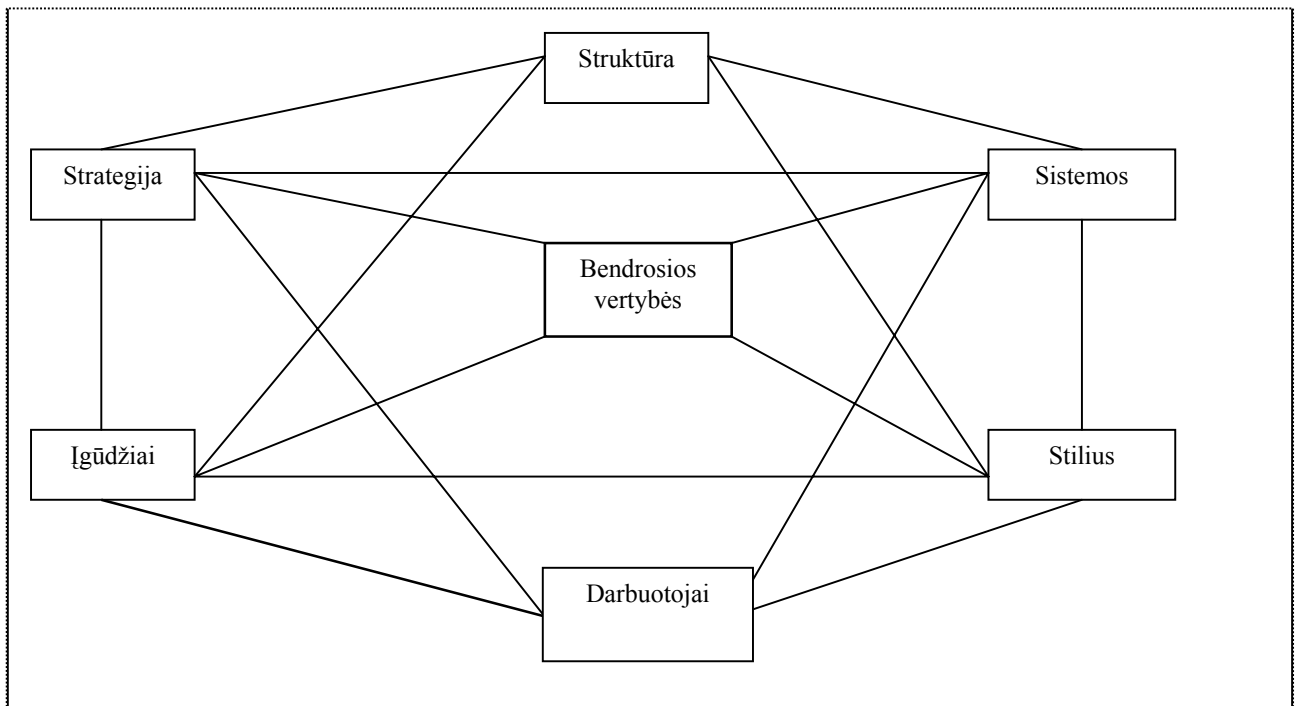 Struktūra
Strategija
Sistemos
Bendrosios
vertybės
Įgūdžiai
Stilius
Darbuotojai